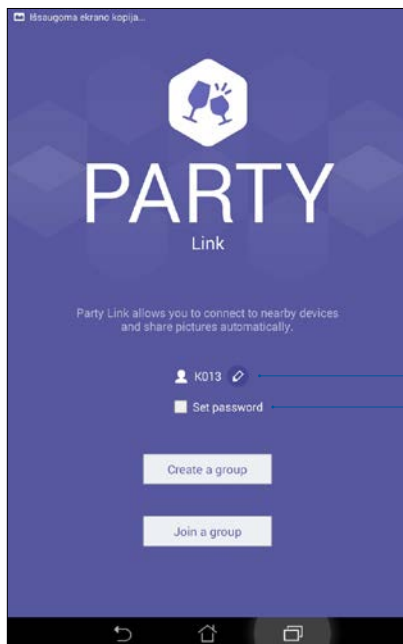 Išsaugoma ekrano kopija...
PARTY
Link
Party Link allows you to connect to nearby devices
and share pictures automatically.
K013
Set password
Create a group
Join a group